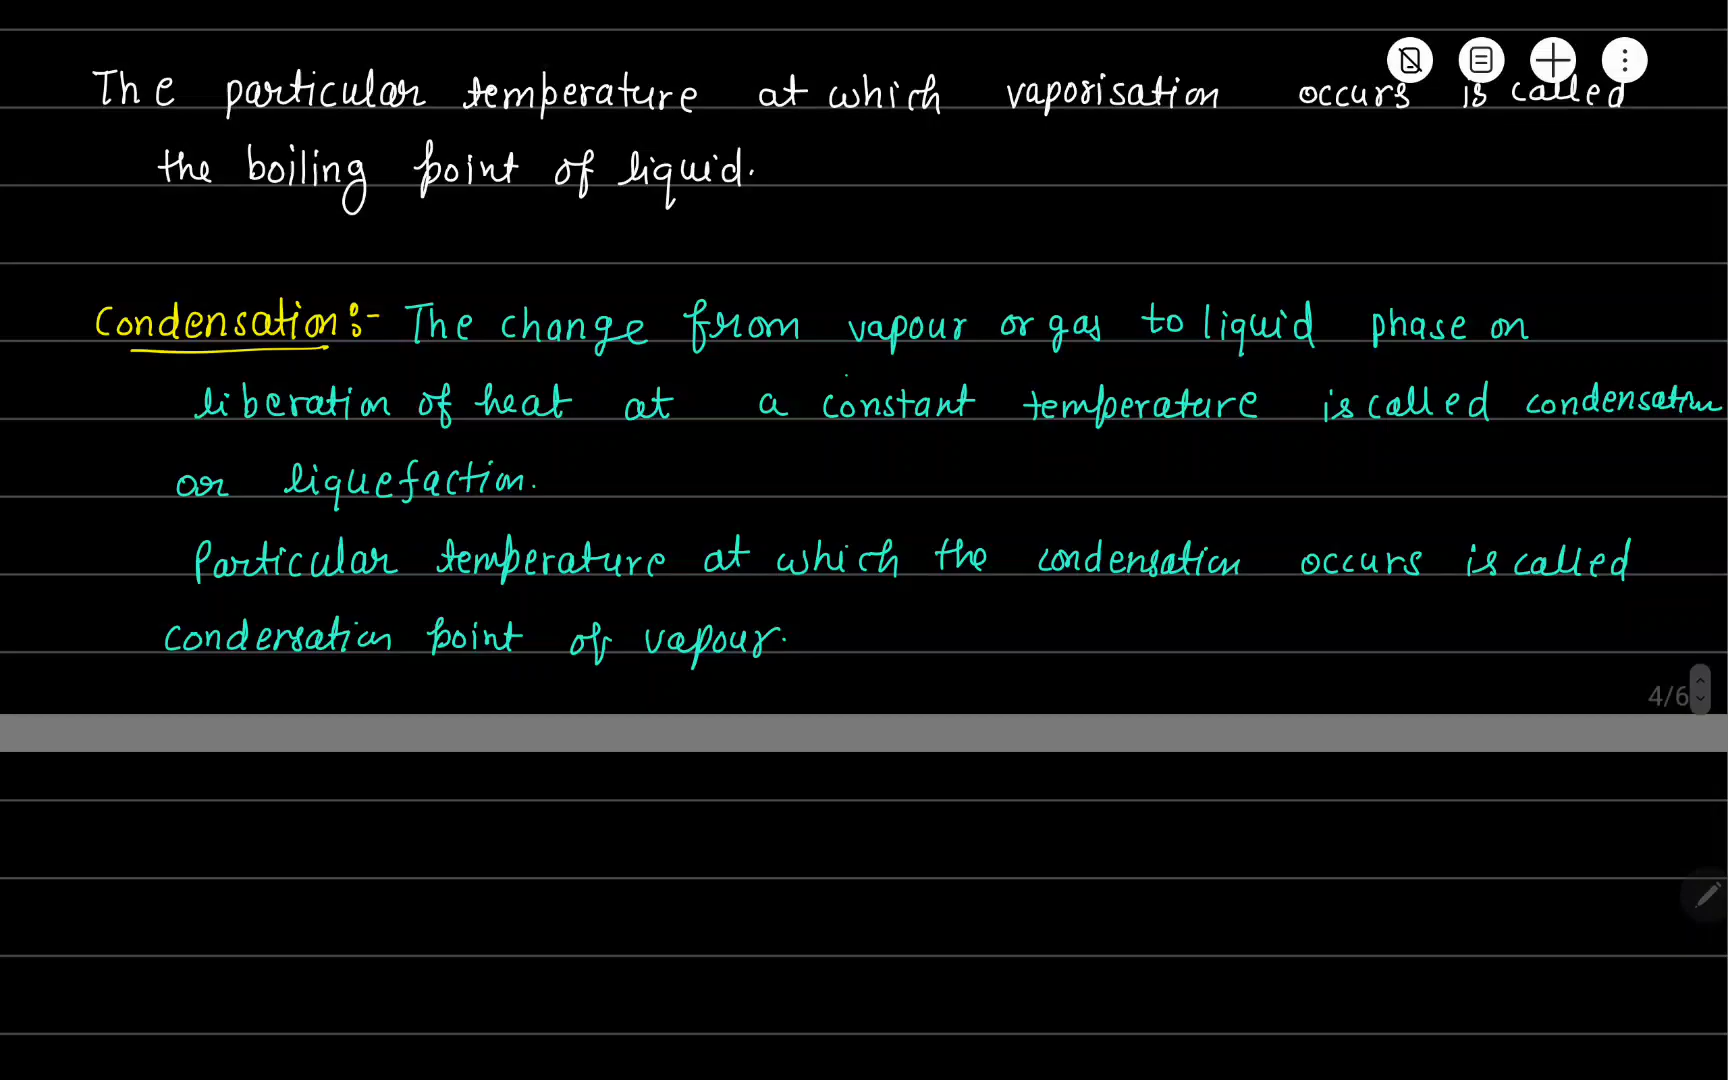 The particular temperature at which vaporisation occurs is called
the boiling point of liquid.
Condensation:- The change from vapour or gas to liquid phase on
liberation of heat at a constant temperature is called condensation
or liquefaction.
Particular temperature at which the condensation occurs is called
condensation point of vapour.
4/6